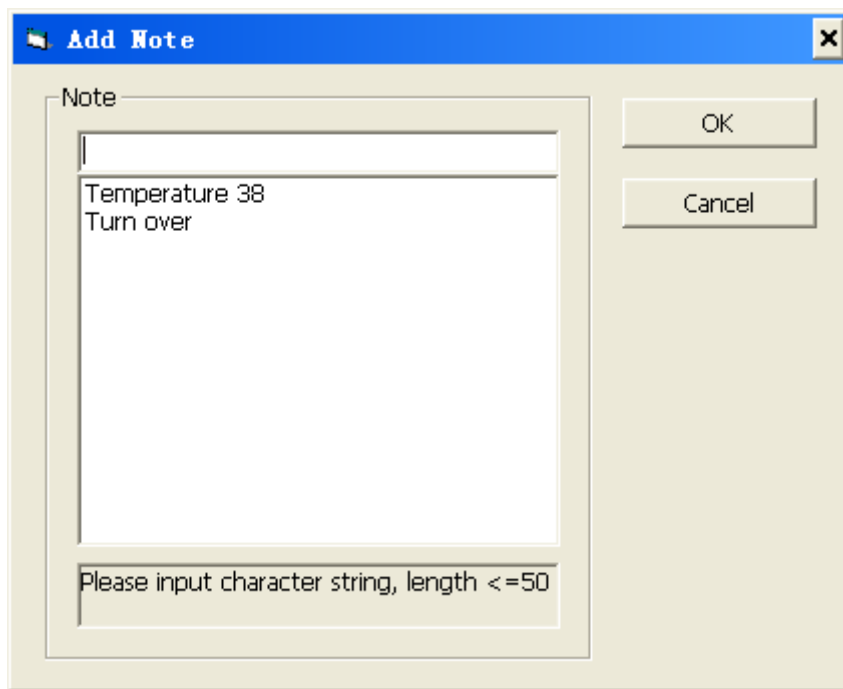 Add Note
Note
OK
Temperature 38
Cancel
Turn over
Please input character string, length <=50